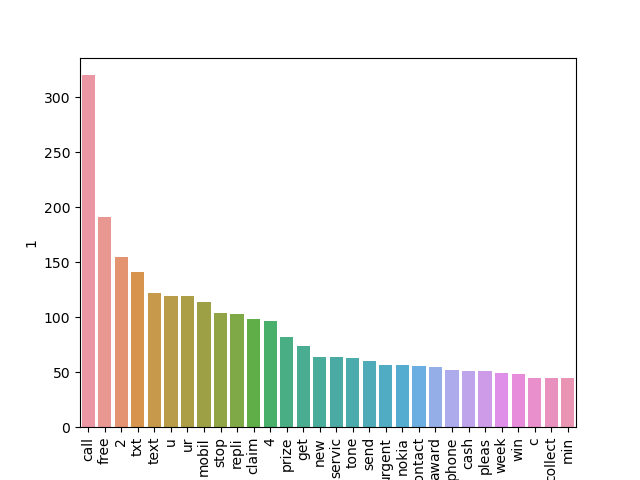 300
250
200
150
100
50
0
1
call
free
2
txt
text
u
ur
mobil
stop
repli
claim
4
prize
get
new
servic
tone
send
urgent
nokia
ontact
award
phone
cash
pleas
week
win
c
collect
min